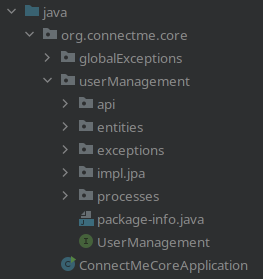 java
org.connectme.core
globalExceptions
userManagement
api
entities
exceptions
impl.jpa
processes
package-info.java
I UserManagement
C ConnectMeCoreApplication